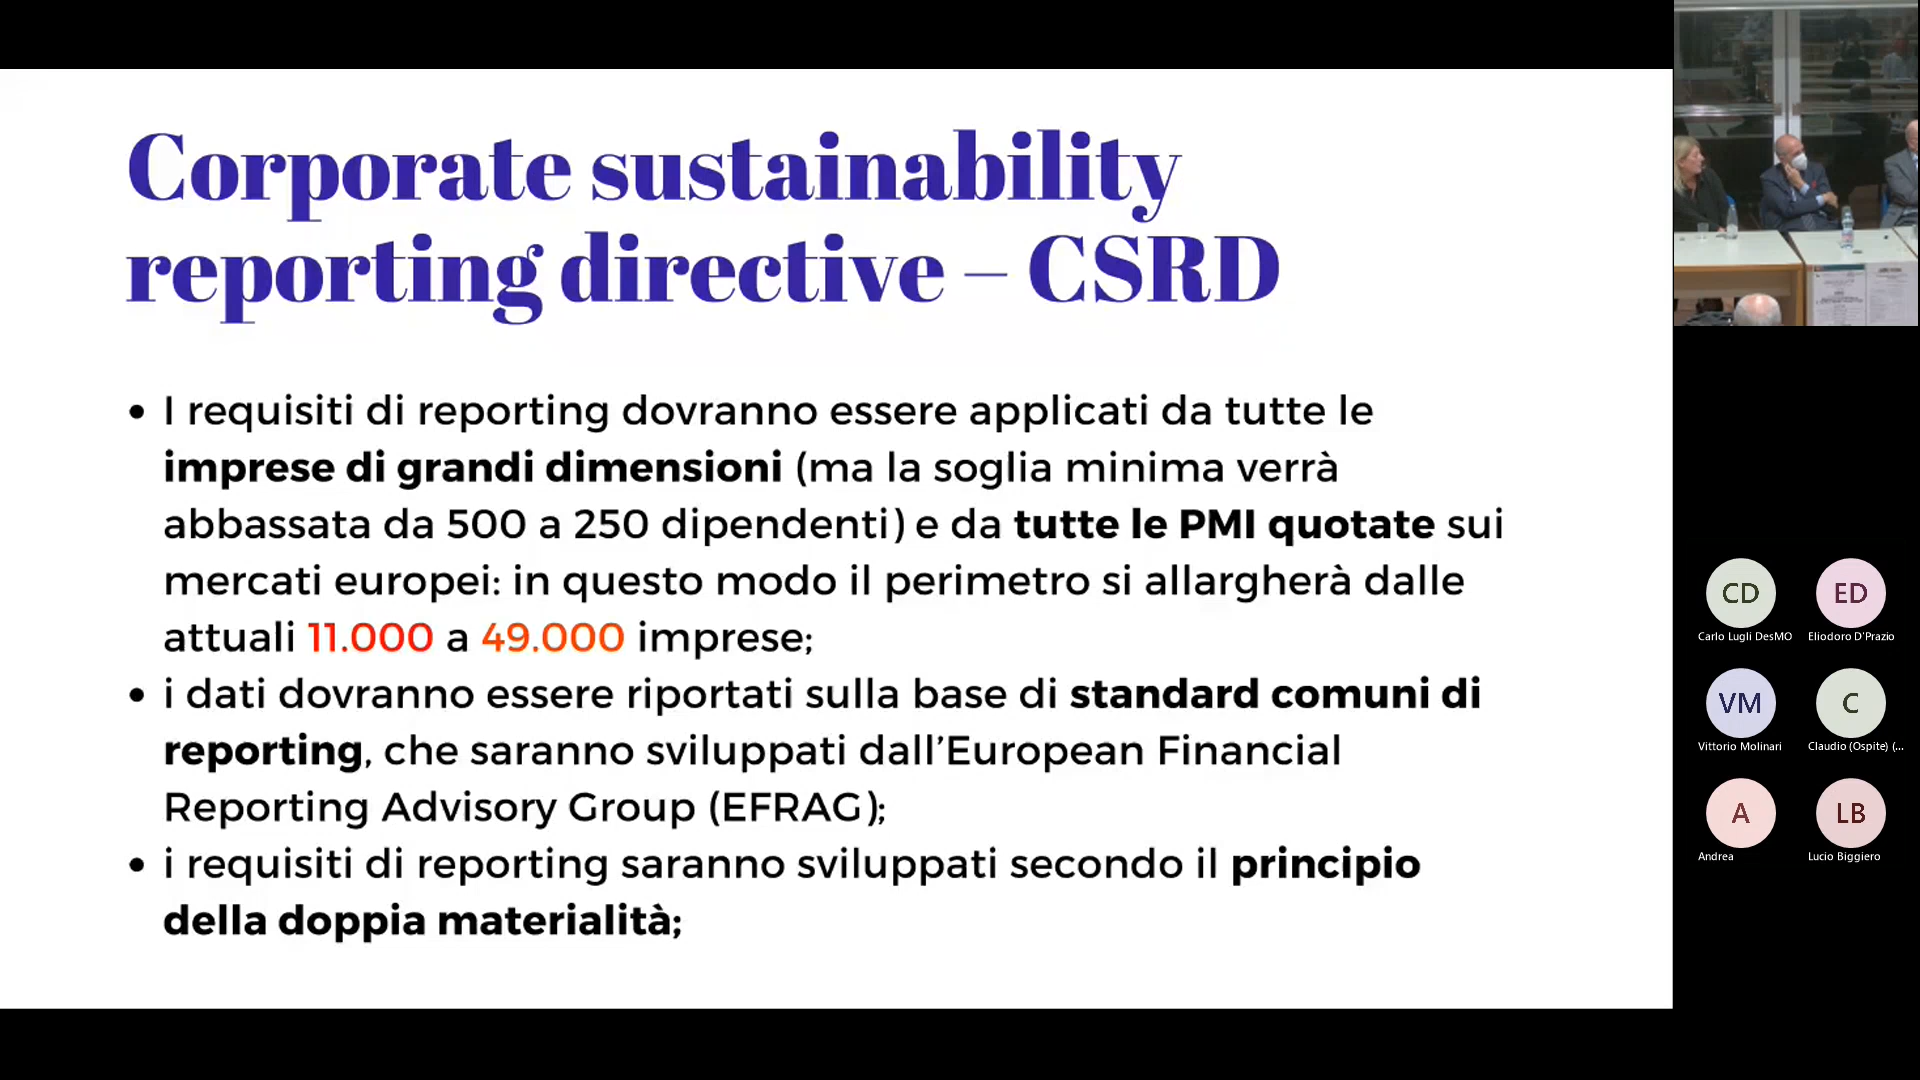 Corporate sustainability
reporting directive – CSRD
• I requisiti di reporting dovranno essere applicati da tutte le
imprese di grandi dimensioni (ma la soglia minima verrà
abbassata da 500 a 250 dipendenti) e da tutte le PMI quotate sui
mercati europei: in questo modo il perimetro si allargherà dalle
attuali 11.000 a 49.000 imprese;
• i dati dovranno essere riportati sulla base di standard comuni di
reporting, che saranno sviluppati dall’European Financial
Reporting Advisory Group (EFRAG);
• i requisiti di reporting saranno sviluppati secondo il principio
della doppia materialità;
CD
Carlo Lugli DesMO
ED
Eliodoro D'Prazio
VM
Vittorio Molinari
C
Claudio (Ospite) (...
A
Andrea
LB
Lucio Biggiero